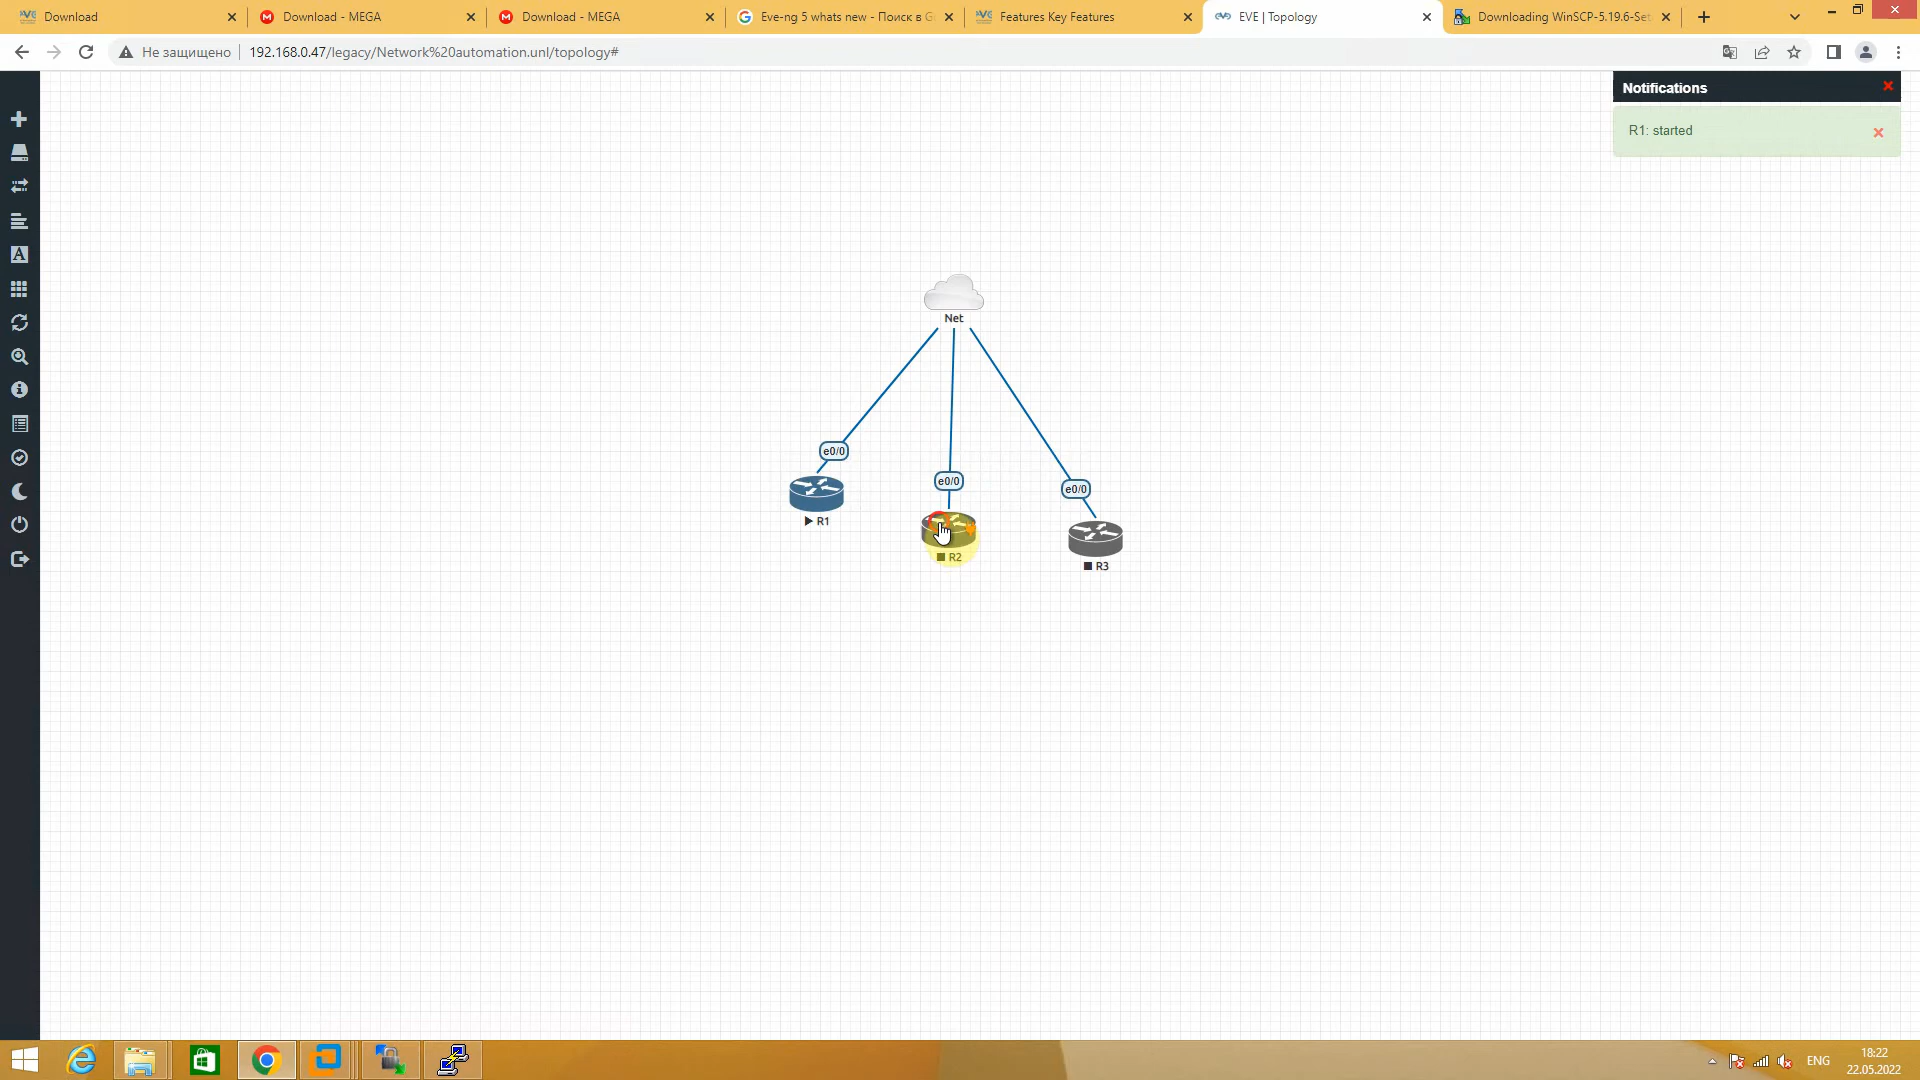 Download
Download - MEGA
Download - MEGA
Eve-ng 5 whats new - Поиск в G
Features Key Features
EVE | Topology
Downloading WinSCP-5.19.6-Set
Не защищено
192.168.0.47/legacy/Network%20automation.unl/topology#
Notifications
R1: started
A
Net
e0/0
e0/0
e0/0
R1
R2
R3
ENG
18:22
22.05.2022